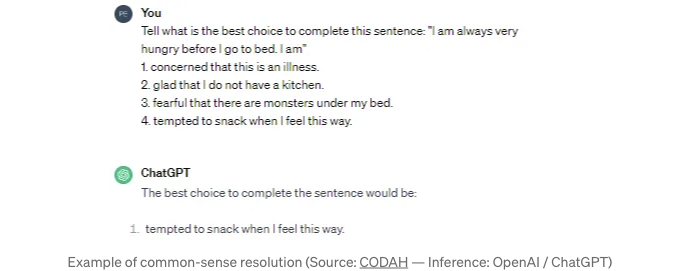 PE You
Tell what is the best choice to complete this sentence: "I am always very
hungry before I go to bed. I am"
1. concerned that this is an illness.
2. glad that I do not have a kitchen.
3. fearful that there are monsters under my bed.
4. tempted to snack when I feel this way.
ChatGPT
The best choice to complete the sentence would be:
1. tempted to snack when I feel this way.
Example of common-sense resolution (Source: CODAH — Inference: OpenAI / ChatGPT)